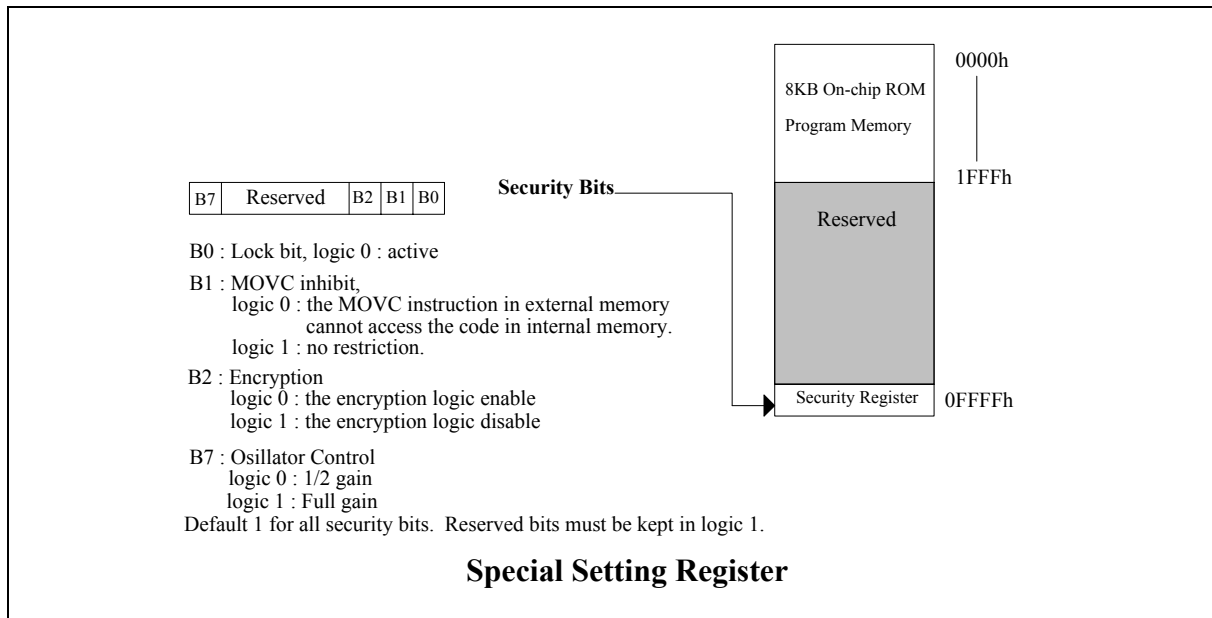 0000h
8KB On-chip ROM
Program Memory
1FFFh
B7 Reserved B2 B1 B0
Security Bits
Reserved
B0 : Lock bit, logic 0 : active
B1 : MOVC inhibit,
logic 0 : the MOVC instruction in external memory
cannot access the code in internal memory.
logic 1 : no restriction.
B2 : Encryption
logic 0 : the encryption logic enable
logic 1 : the encryption logic disable
Security Register
0FFFFh
B7 : Osillator Control
logic 0 : 1/2 gain
logic 1 : Full gain
Default 1 for all security bits. Reserved bits must be kept in logic 1.
Special Setting Register